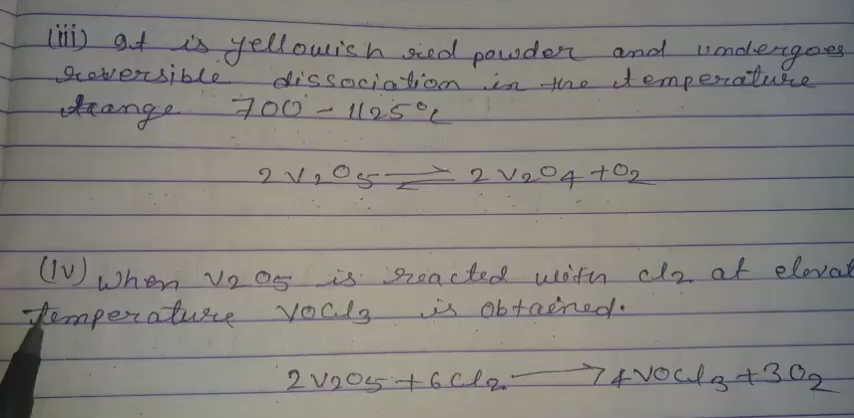 (iii) It is yellowish red powder and undergoes
reversible dissociation in the temperature
range 700 - 1125°C
2V2O5 ⇌ 2V2O4 + O2
(iv) When V2O5 is reacted with Cl2 at elevat
temperature VOCl3 is obtained.
2V2O5 + 6Cl2 → 4VOCl3 + 3O2